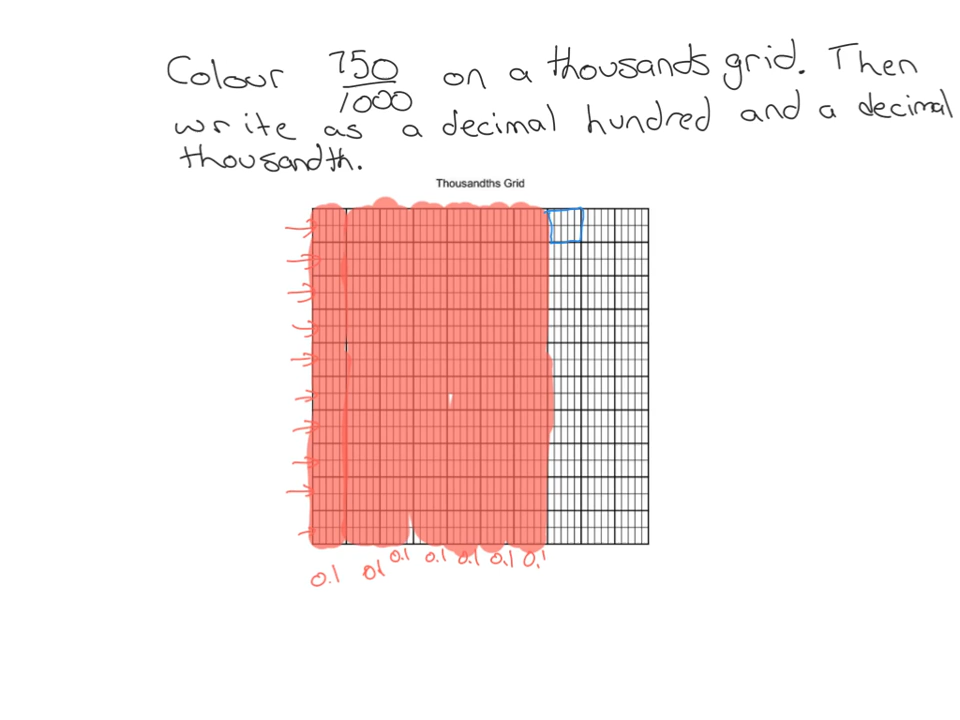 Colour 750/1000 on a thousands grid. Then
write as a decimal hundred and a decimal
thousandth.
Thousandths Grid
0.1 0.1 0.1 0.1 0.1 0.1 0.1